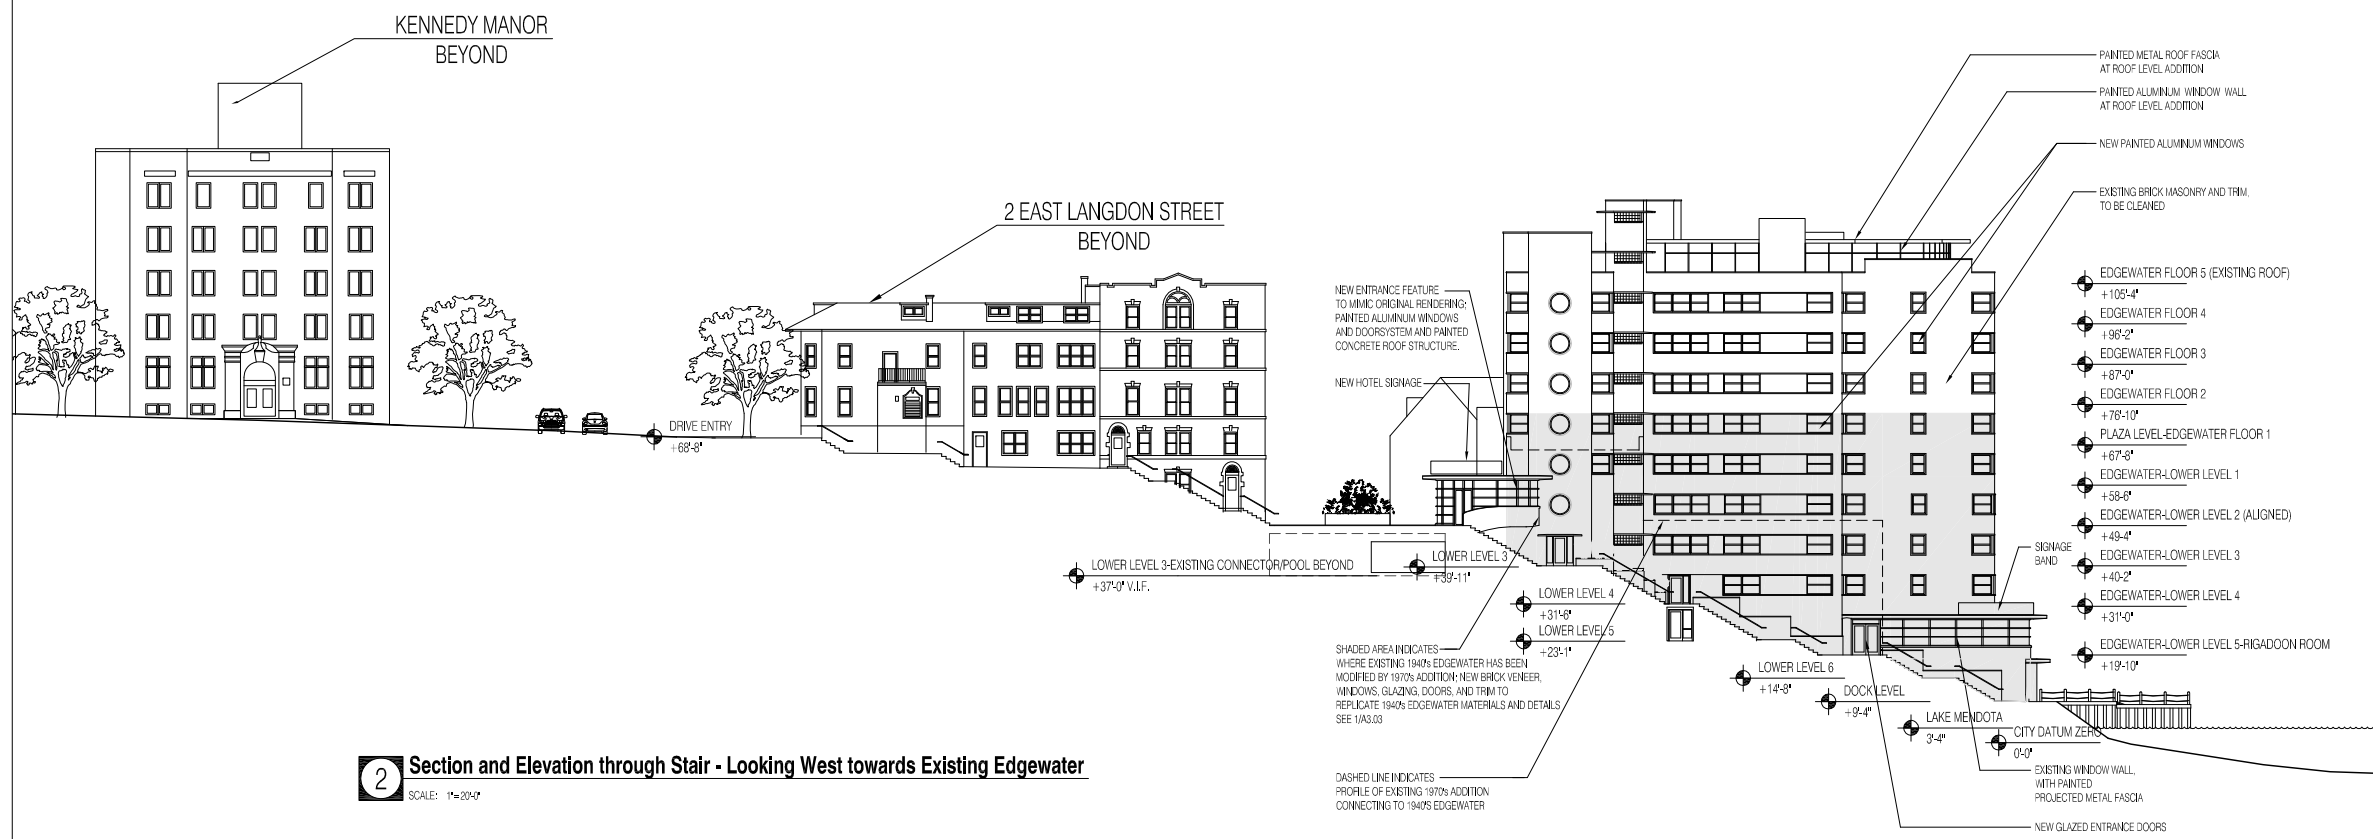 KENNEDY MANOR
BEYOND
2 EAST LANGDON STREET
BEYOND
PAINTED METAL ROOF FASCIA
AT ROOF LEVEL ADDITION
PAINTED ALUMINUM WINDOW WALL
AT ROOF LEVEL ADDITION
NEW PAINTED ALUMINUM WINDOWS
EXISTING BRICK MASONRY AND TRIM,
TO BE CLEANED
NEW ENTRANCE FEATURE
TO MIMIC ORIGINAL RENDERING;
PAINTED ALUMINUM WINDOWS
AND DOORSYSTEM AND PAINTED
CONCRETE ROOF STRUCTURE.
NEW HOTEL SIGNAGE
EDGEWATER FLOOR 5 (EXISTING ROOF)
+105'-4"
EDGEWATER FLOOR 4
+96'-2"
EDGEWATER FLOOR 3
+87'-0"
EDGEWATER FLOOR 2
+76'-10"
PLAZA LEVEL-EDGEWATER FLOOR 1
+67'-8"
EDGEWATER-LOWER LEVEL 1
+58'-6"
EDGEWATER-LOWER LEVEL 2 (ALIGNED)
+49'-4"
EDGEWATER-LOWER LEVEL 3
+40'-2"
EDGEWATER-LOWER LEVEL 4
+31'-0"
EDGEWATER-LOWER LEVEL 5-RIGADOON ROOM
+19'-10"
SIGNAGE
BAND
DRIVE ENTRY
+68'-8"
LOWER LEVEL 3-EXISTING CONNECTOR/POOL BEYOND
+37'-0" V.I.F.
LOWER LEVEL 3
+39'-11"
LOWER LEVEL 4
+31'-6"
LOWER LEVEL 5
+23'-1"
LOWER LEVEL 6
+14'-8"
DOCK LEVEL
+9'-4"
LAKE MENDOTA
3'-4"
CITY DATUM ZERO
0'-0"
SHADED AREA INDICATES
WHERE EXISTING 1940's EDGEWATER HAS BEEN
MODIFIED BY 1970's ADDITION; NEW BRICK VENEER,
WINDOWS, GLAZING, DOORS, AND TRIM TO
REPLICATE 1940's EDGEWATER MATERIALS AND DETAILS
SEE 1/A3.03
DASHED LINE INDICATES
PROFILE OF EXISTING 1970's ADDITION
CONNECTING TO 1940'S EDGEWATER
EXISTING WINDOW WALL,
WITH PAINTED
PROJECTED METAL FASCIA
NEW GLAZED ENTRANCE DOORS
2
Section and Elevation through Stair - Looking West towards Existing Edgewater
SCALE: 1"=20'-0"